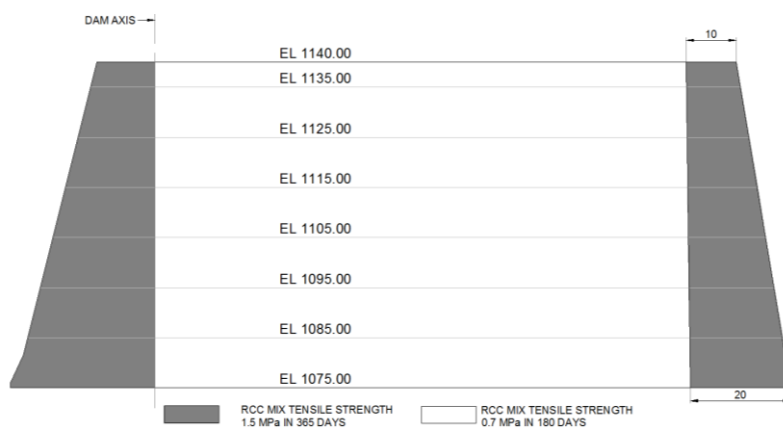 DAM AXIS
10
EL 1140.00
EL 1135.00
EL 1125.00
EL 1115.00
EL 1105.00
EL 1095.00
EL 1085.00
EL 1075.00
20
RCC MIX TENSILE STRENGTH
1.5 MPa IN 365 DAYS
RCC MIX TENSILE STRENGTH
0.7 MPa IN 180 DAYS